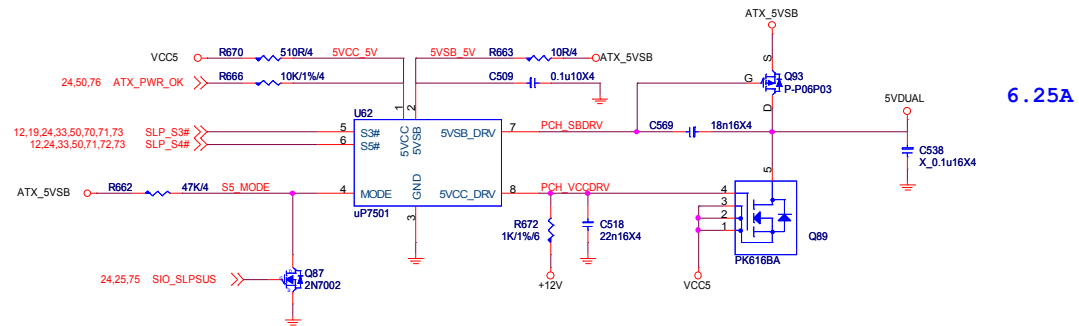 ATX_5VSB
VCC5 R670 510R/4 5VCC_5V 5VSB_5V R663 10R/4 ATX_5VSB
24,50,76 ATX_PWR_OK R666 10K/1%/4 C509 0.1u10X4
S
G
D
Q93
P-P06P03
6.25A
5VDUAL
U62
1 2
5VCC 5VSB
12,19,24,33,50,70,71,73 SLP_S3# 5 S3# 5VSB_DRV 7 PCH_SBDRV C569 18n16X4
12,24,33,50,71,72,73 SLP_S4# 6 S5#
C538
X_0.1u16X4
ATX_5VSB R662 47K/4 S5_MODE 4 MODE GND 5VCC_DRV 8 PCH_VCCDRV
uP7501
3
R672
1K/1%/6
C518
22n16X4
+12V
5
4
3
2
1
Q89
PK616BA
VCC5
24,25,75 SIO_SLPSUS
Q87
2N7002